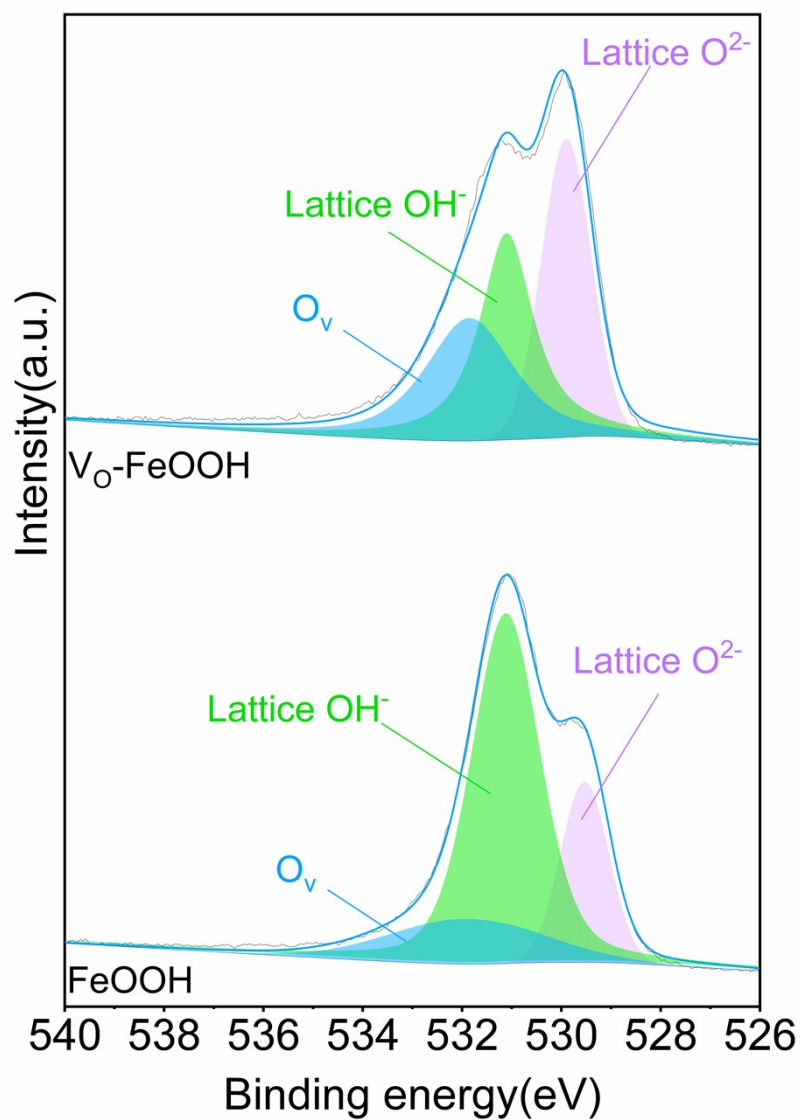 Lattice O²⁻
Lattice OH⁻
Oᵥ
V_O-FeOOH
Lattice O²⁻
Lattice OH⁻
Oᵥ
FeOOH
Intensity(a.u.)
540 538 536 534 532 530 528 526
Binding energy(eV)